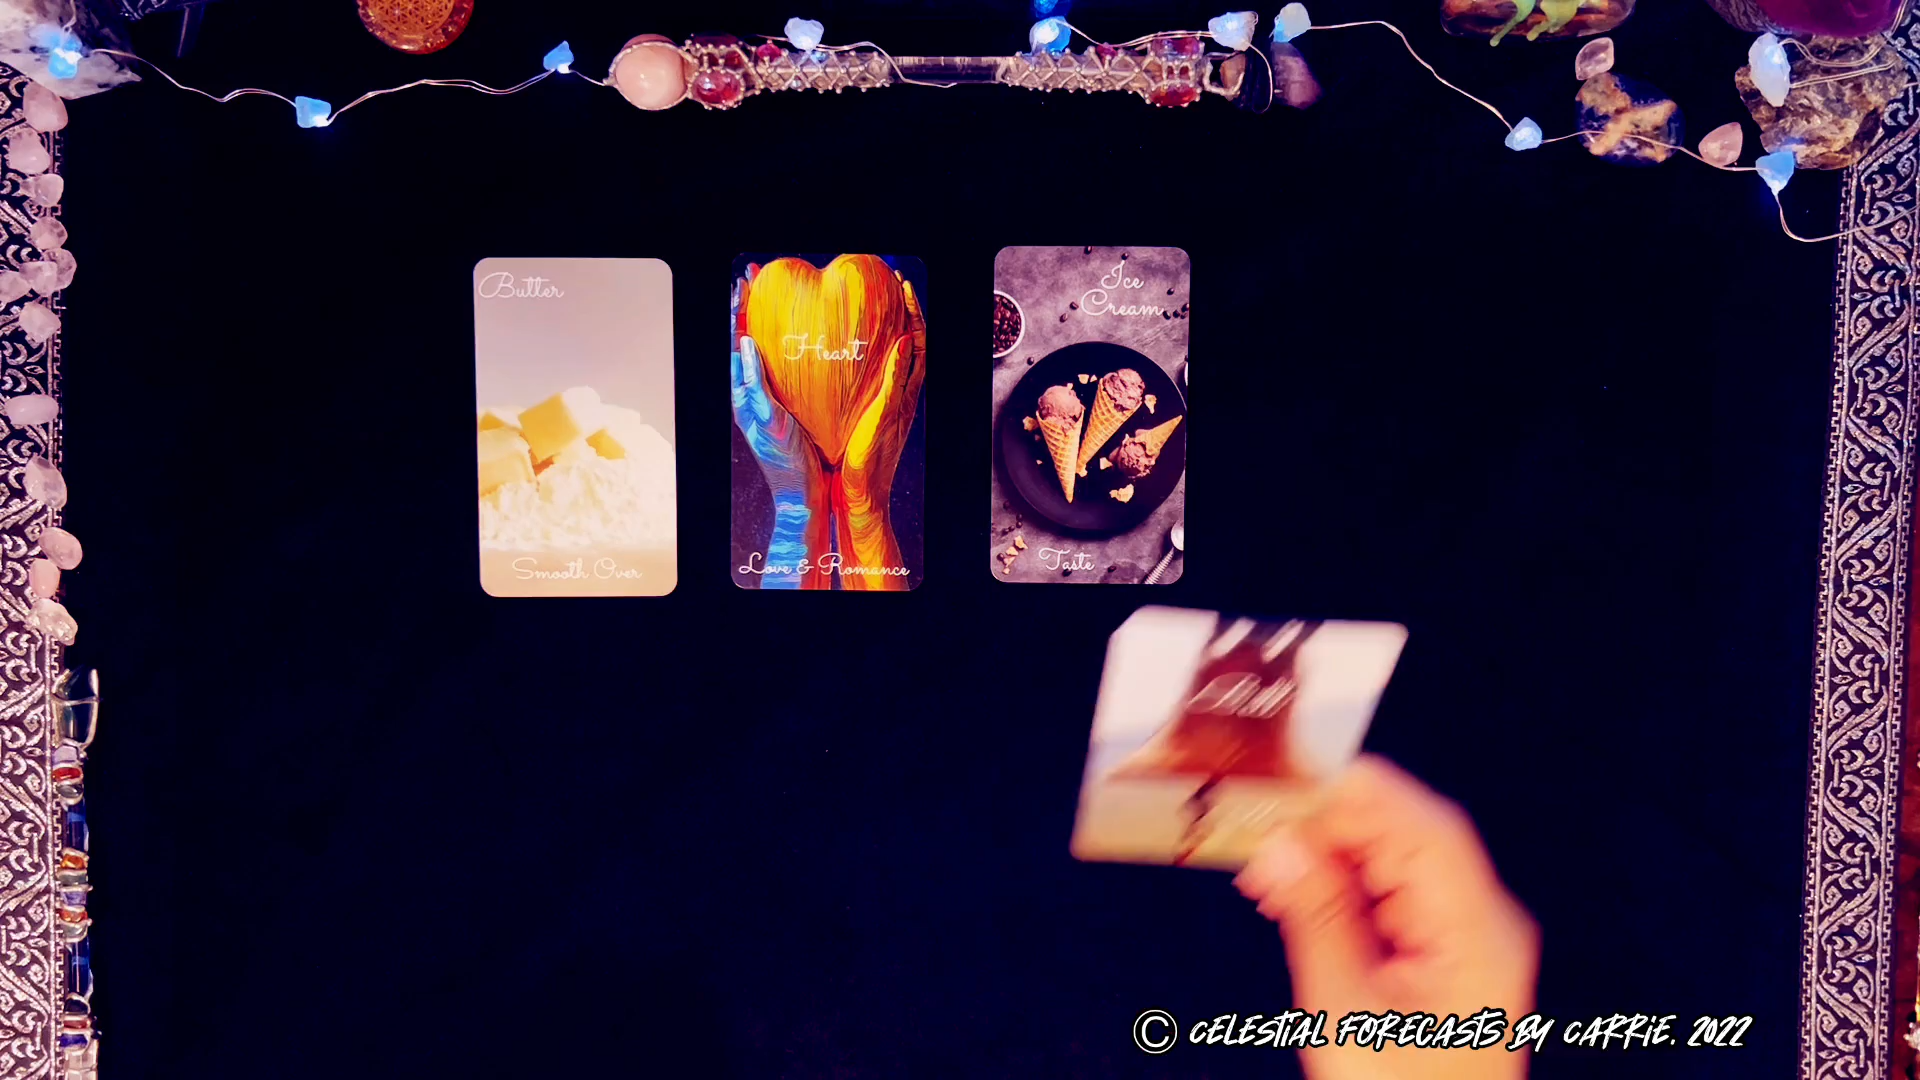 Butter
Smooth Over
Heart
Love & Romance
Ice
Cream
Taste
© CELESTIAL FORECASTS BY CARRIE. 2022